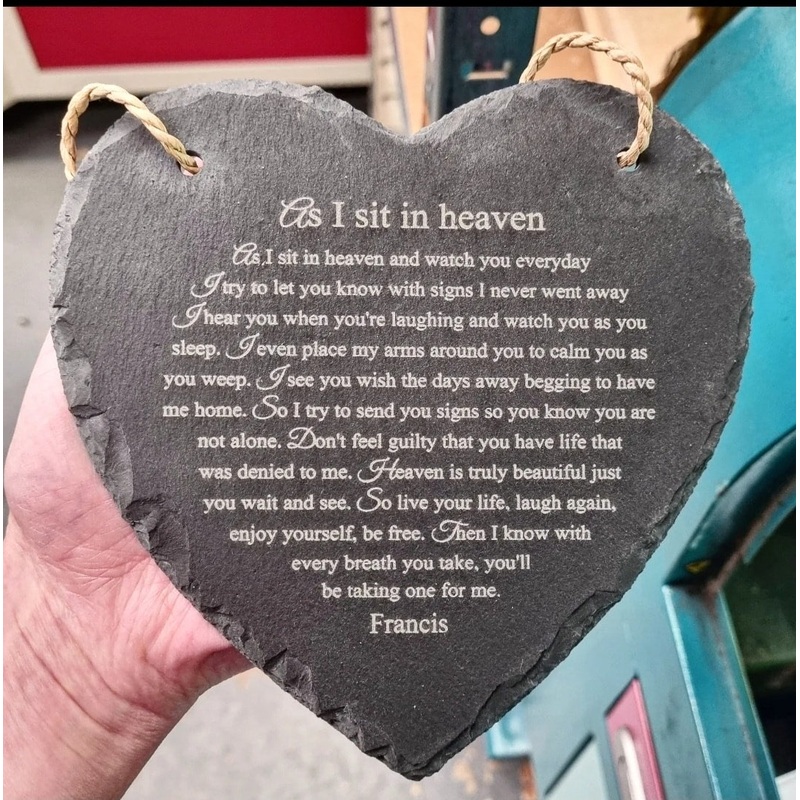 As I sit in heaven
As,I sit in heaven and watch you everyday
I try to let you know with signs I never went away
I hear you when you're laughing and watch you as you
sleep. I even place my arms around you to calm you as
you weep. I see you wish the days away begging to have
me home. So I try to send you signs so you know you are
not alone. Don't feel guilty that you have life that
was denied to me. Heaven is truly beautiful just
you wait and see. So live your life, laugh again,
enjoy yourself, be free. Then I know with
every breath you take, you'll
be taking one for me.
Francis